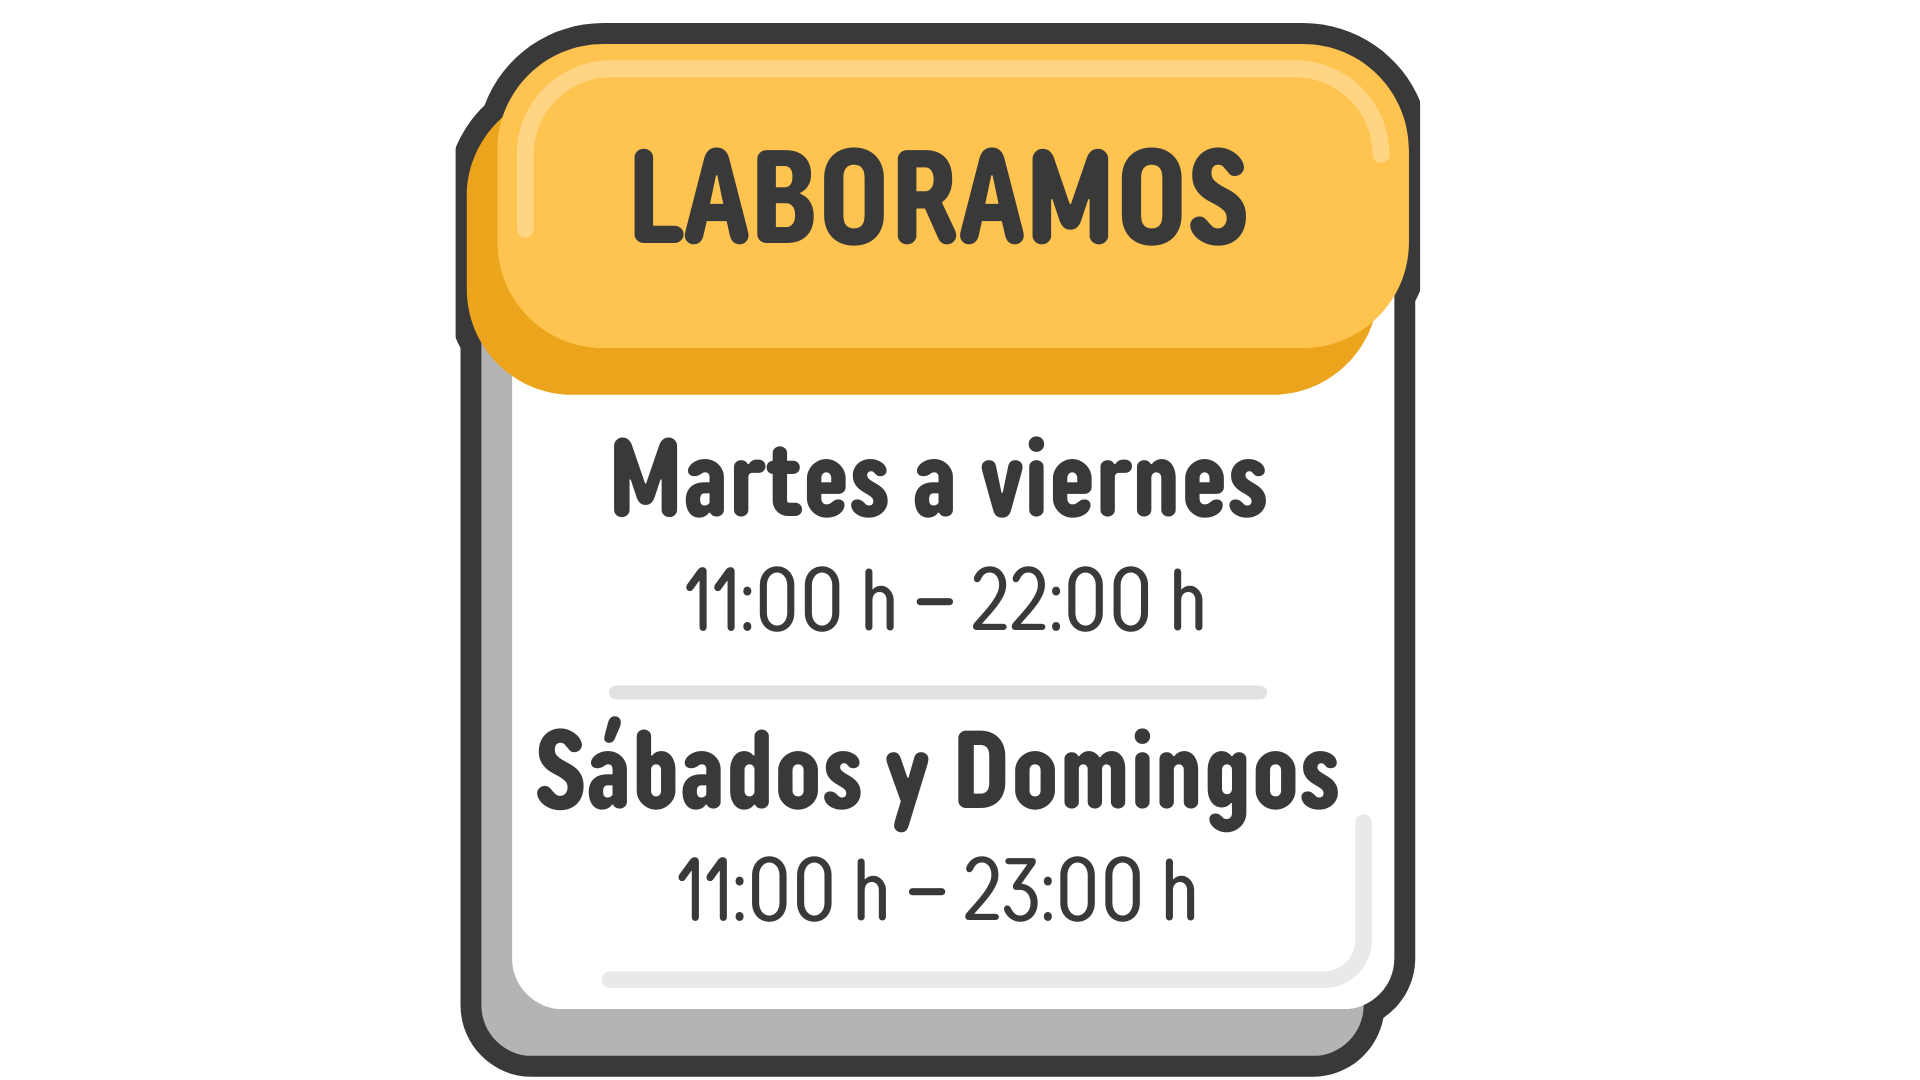 LABORAMOS
Martes a viernes
11:00 h – 22:00 h
Sábados y Domingos
11:00 h – 23:00 h